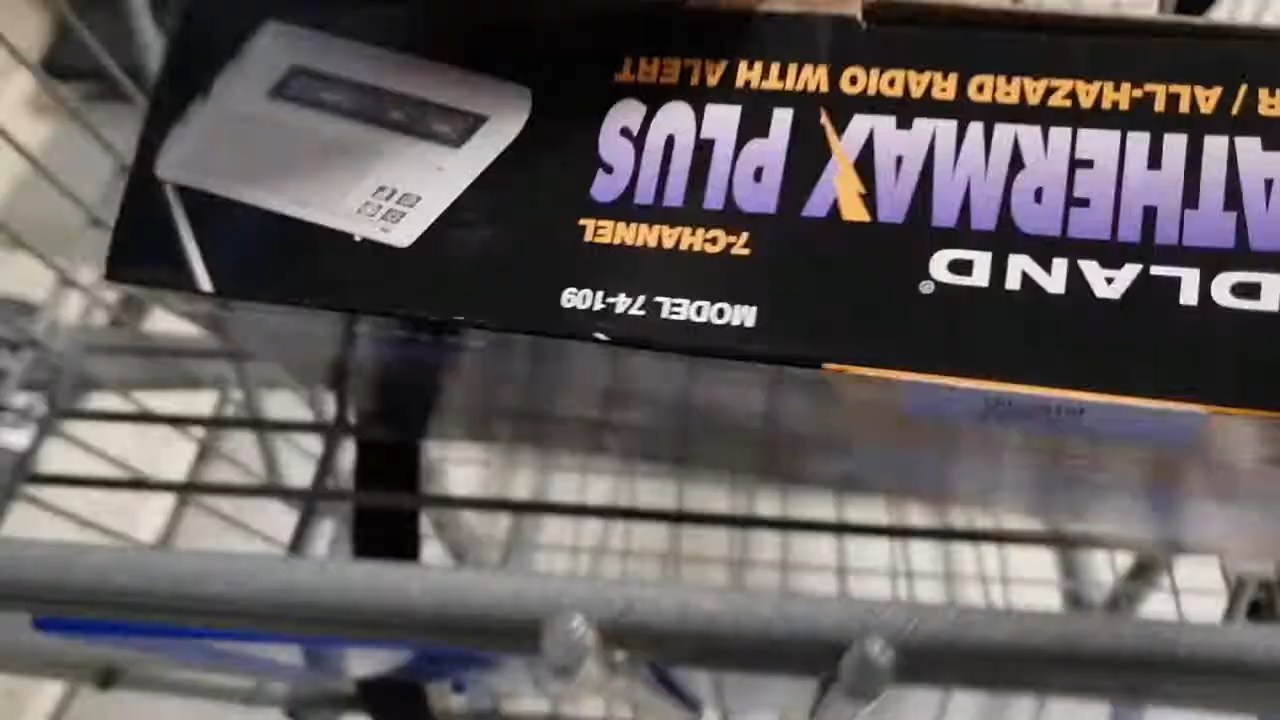 MODEL 74-109
DLAND®
7-CHANNEL
ATHERMAX PLUS
R / ALL-HAZARD RADIO WITH ALERT